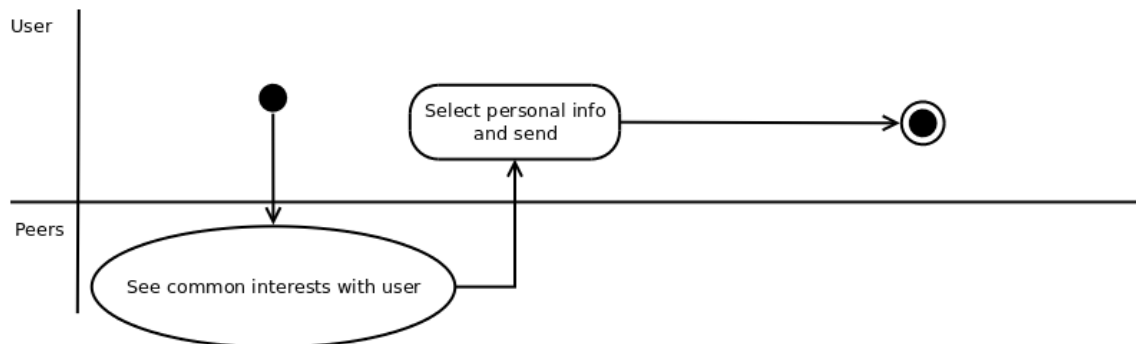 User
Select personal info
and send
Peers
See common interests with user